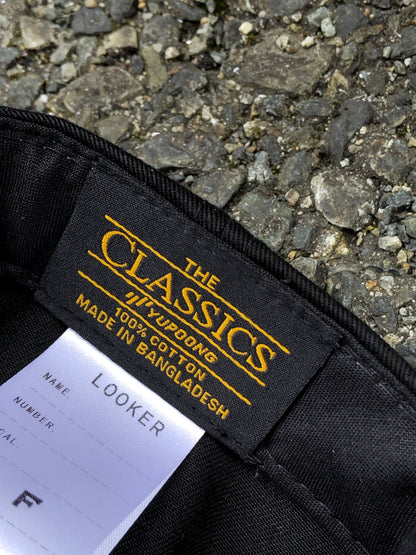 THE
CLASSICS
YUPOONG
100% COTTON
MADE IN BANGLADESH
NAME LOOKER
NUMBER
F